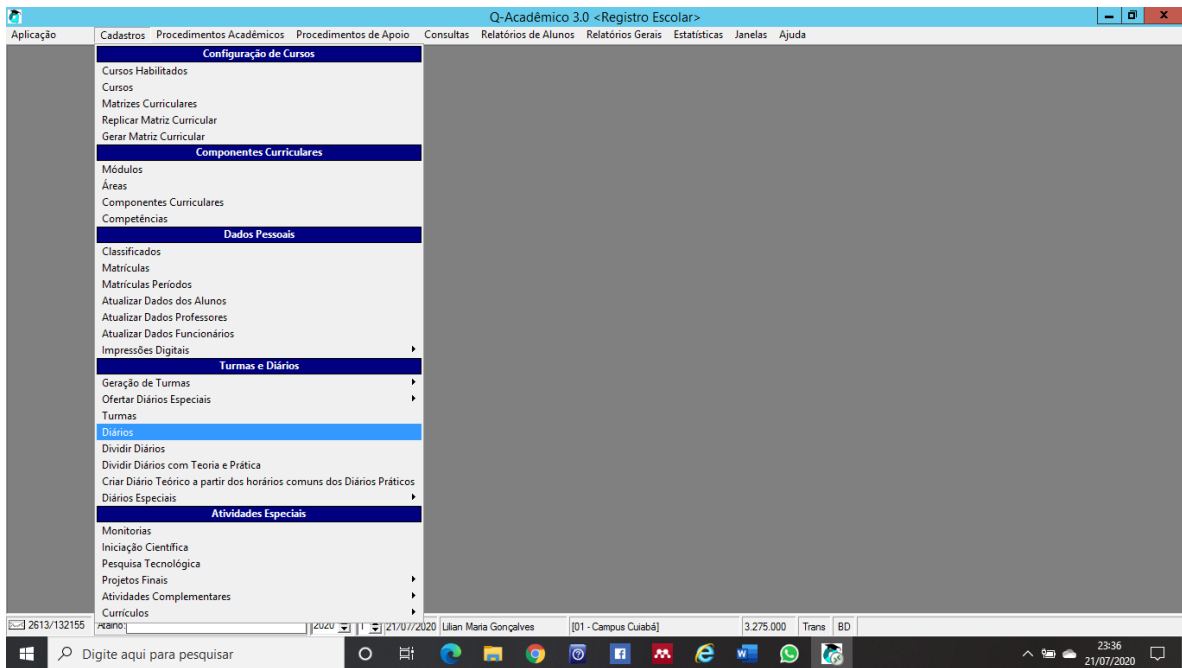 Q-Acadêmico 3.0 <Registro Escolar>
Aplicação Cadastros Procedimentos Acadêmicos Procedimentos de Apoio Consultas Relatórios de Alunos Relatórios Gerais Estatísticas Janelas Ajuda
Configuração de Cursos
Cursos Habilitados
Cursos
Matrizes Curriculares
Replicar Matriz Curricular
Gerar Matriz Curricular
Componentes Curriculares
Módulos
Áreas
Componentes Curriculares
Competências
Dados Pessoais
Classificados
Matrículas
Matrículas Períodos
Atualizar Dados dos Alunos
Atualizar Dados Professores
Atualizar Dados Funcionários
Impressões Digitais
Turmas e Diários
Geração de Turmas
Ofertar Diários Especiais
Turmas
Diários
Dividir Diários
Dividir Diários com Teoria e Prática
Criar Diário Teórico a partir dos horários comuns dos Diários Práticos
Diários Especiais
Atividades Especiais
Monitorias
Iniciação Científica
Pesquisa Tecnológica
Projetos Finais
Atividades Complementares
Currículos
2613/132155 Atalho: 2020 1 21/07/2020 Lilian Maria Gonçalves [01 - Campus Cuiabá] 3.275.000 Trans BD
Digite aqui para pesquisar
23:36
21/07/2020